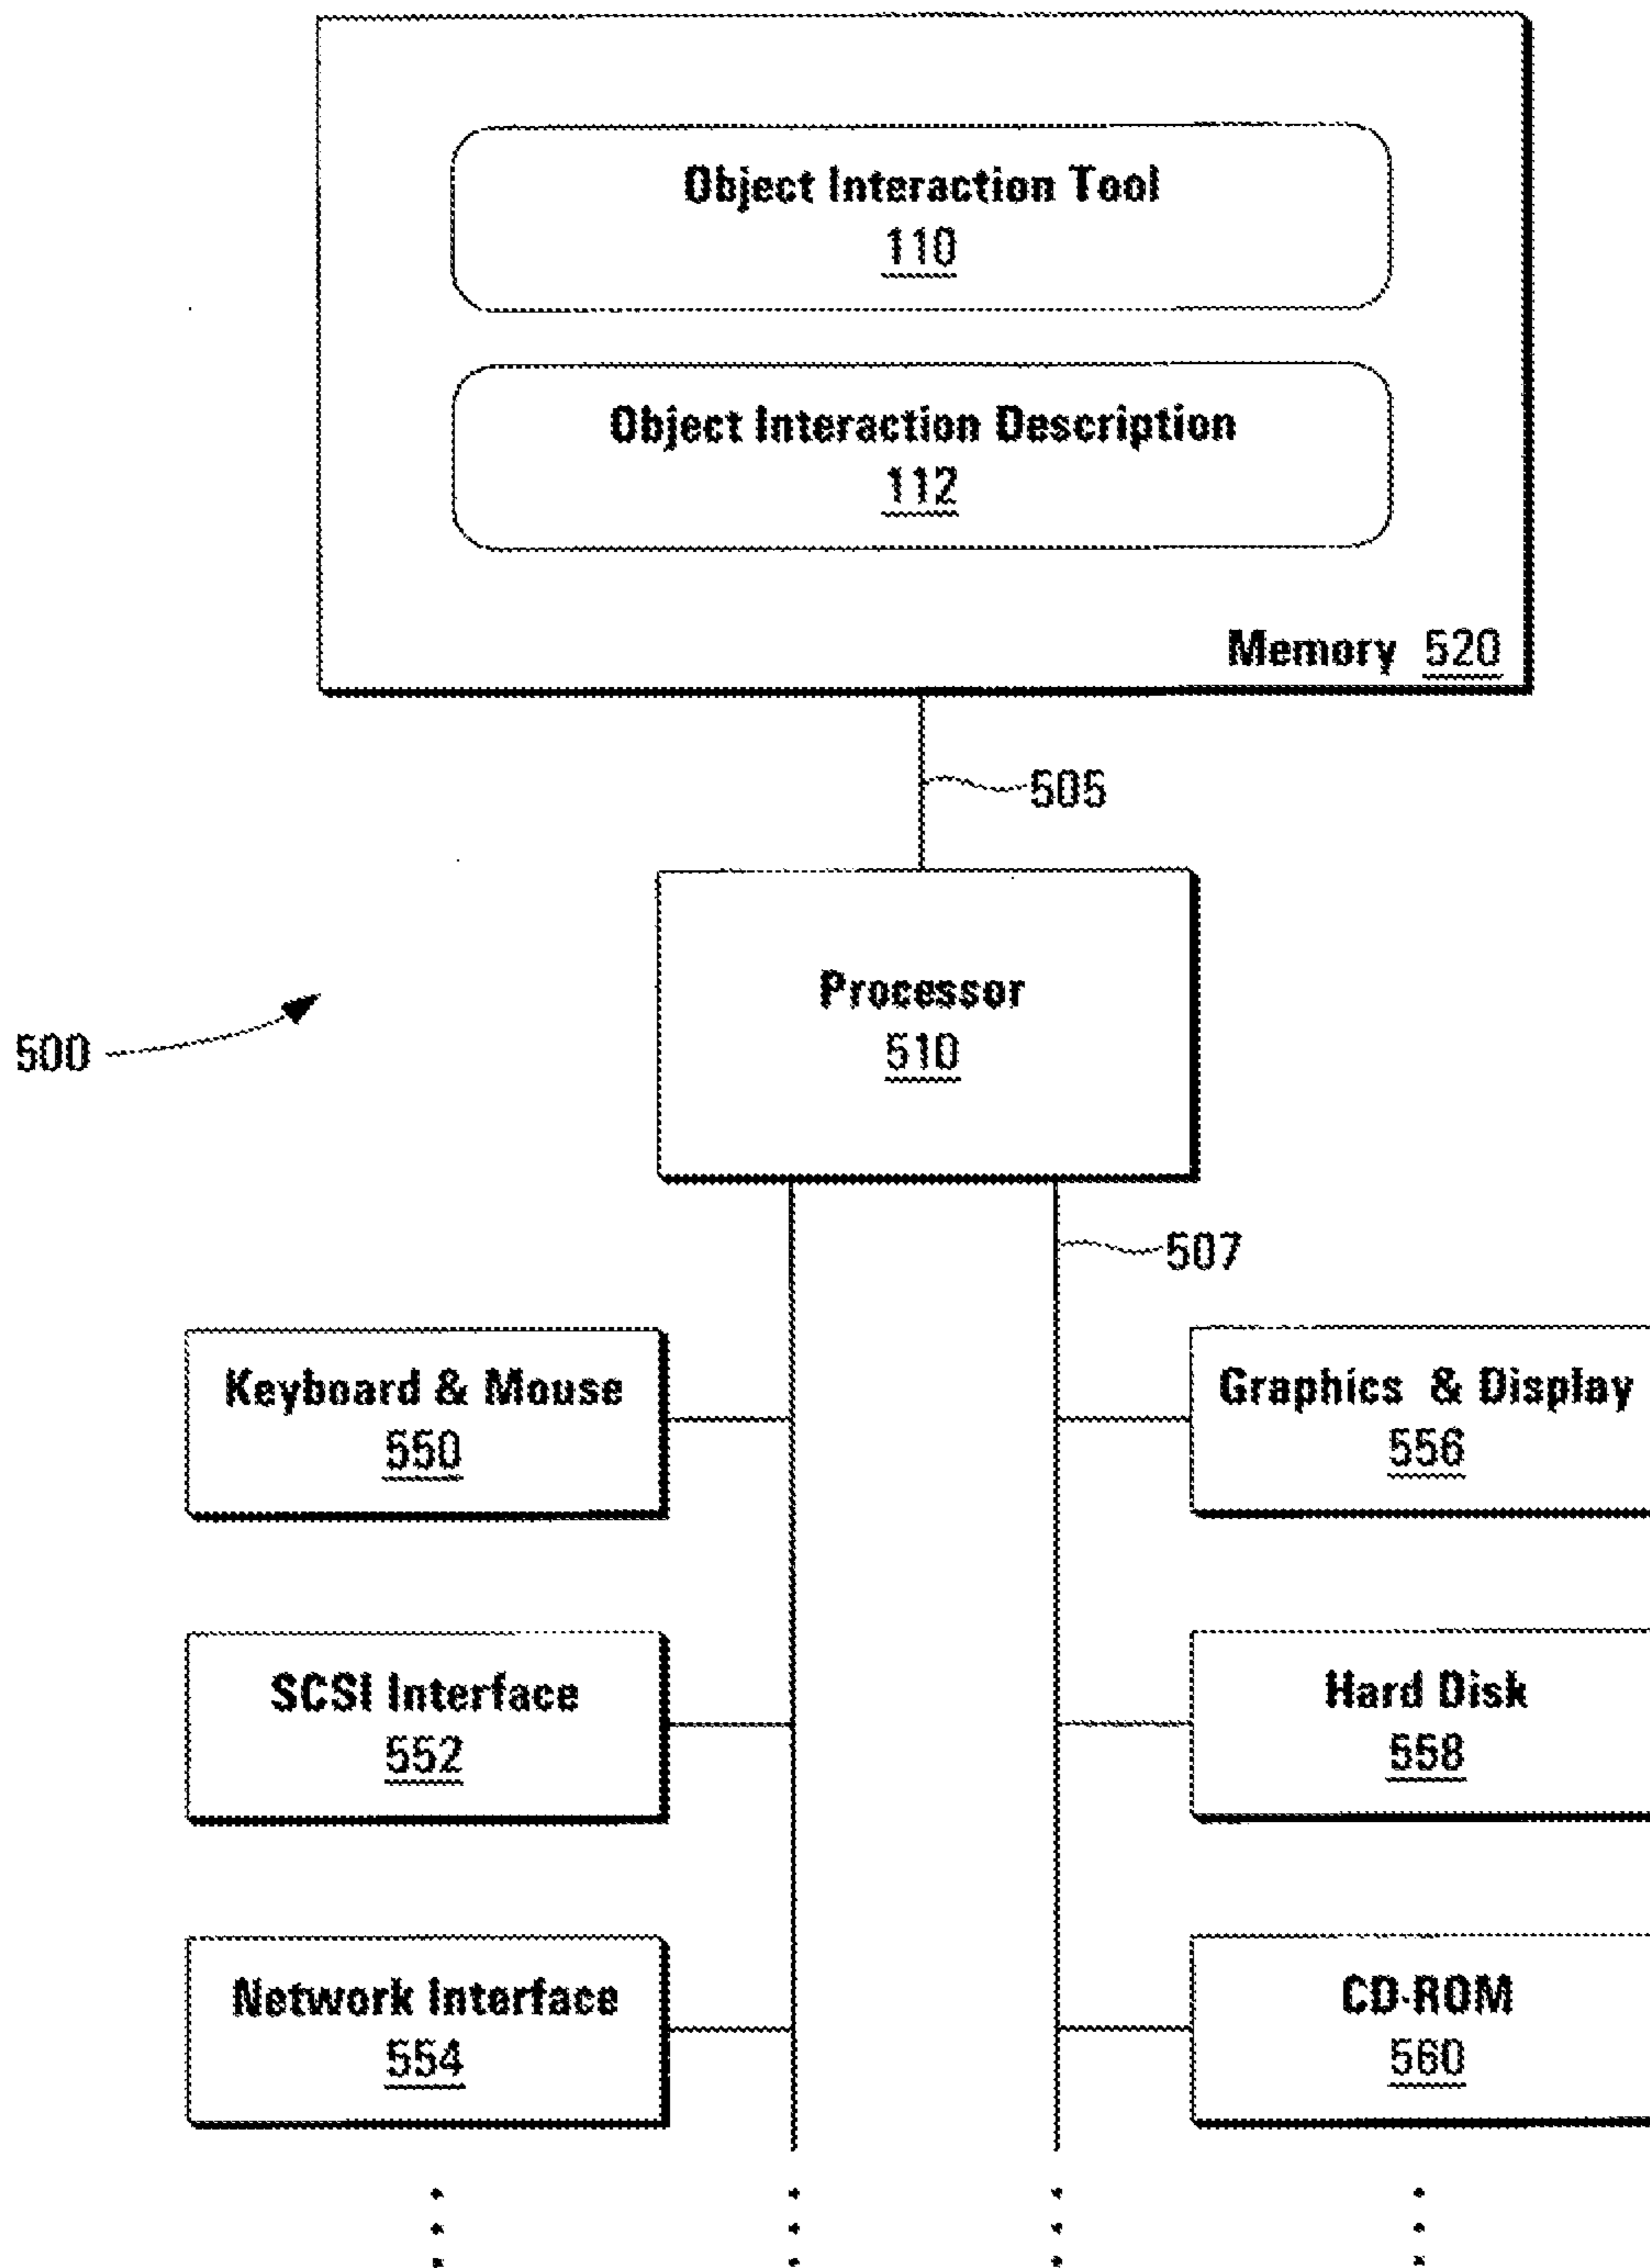 Object Interaction Tool
110
Object Interaction Description
112
Memory 520
505
Processor
510
500
507
Keyboard & Mouse
550
Graphics & Display
556
SCSI Interface
552
Hard Disk
558
Network Interface
554
CD-ROM
560